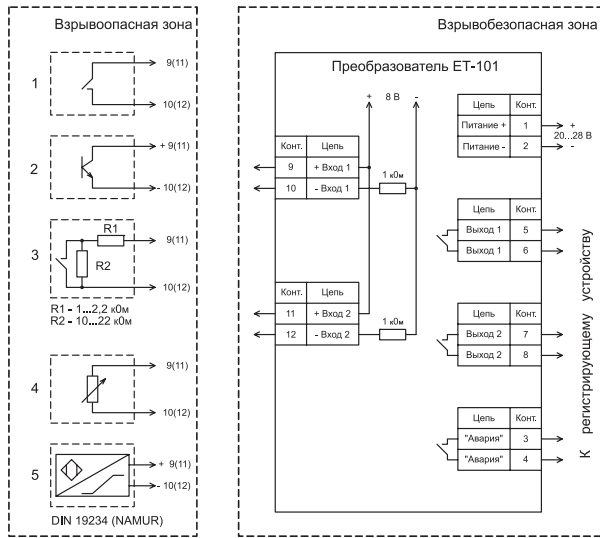 Взрывоопасная зона
1
9(11)
10(12)
2
+ 9(11)
- 10(12)
3
R1
R2
9(11)
10(12)
R1 - 1...2,2 кОм
R2 - 10...22 кОм
4
9(11)
10(12)
5
+ 9(11)
- 10(12)
DIN 19234 (NAMUR)
Взрывобезопасная зона
Преобразователь ET-101
+ 8 В -
Конт. Цепь
9 + Вход 1
10 - Вход 1
1 кОм
Конт. Цепь
11 + Вход 2
12 - Вход 2
1 кОм
Цепь Конт.
Питание + 1
Питание - 2
+
20...28 В
-
Цепь Конт.
Выход 1 5
Выход 1 6
Цепь Конт.
Выход 2 7
Выход 2 8
Цепь Конт.
"Авария" 3
"Авария" 4
К регистрирующему устройству